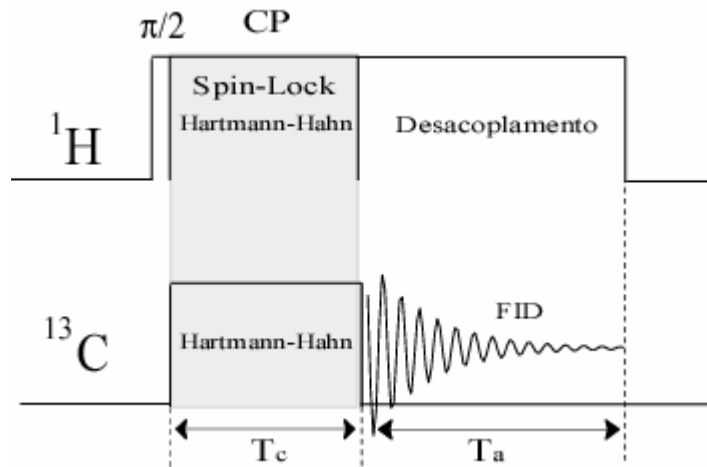 π/2 CP
Spin-Lock
Hartmann-Hahn Desacoplamento
¹H
Hartmann-Hahn FID
¹³C
Tc Ta